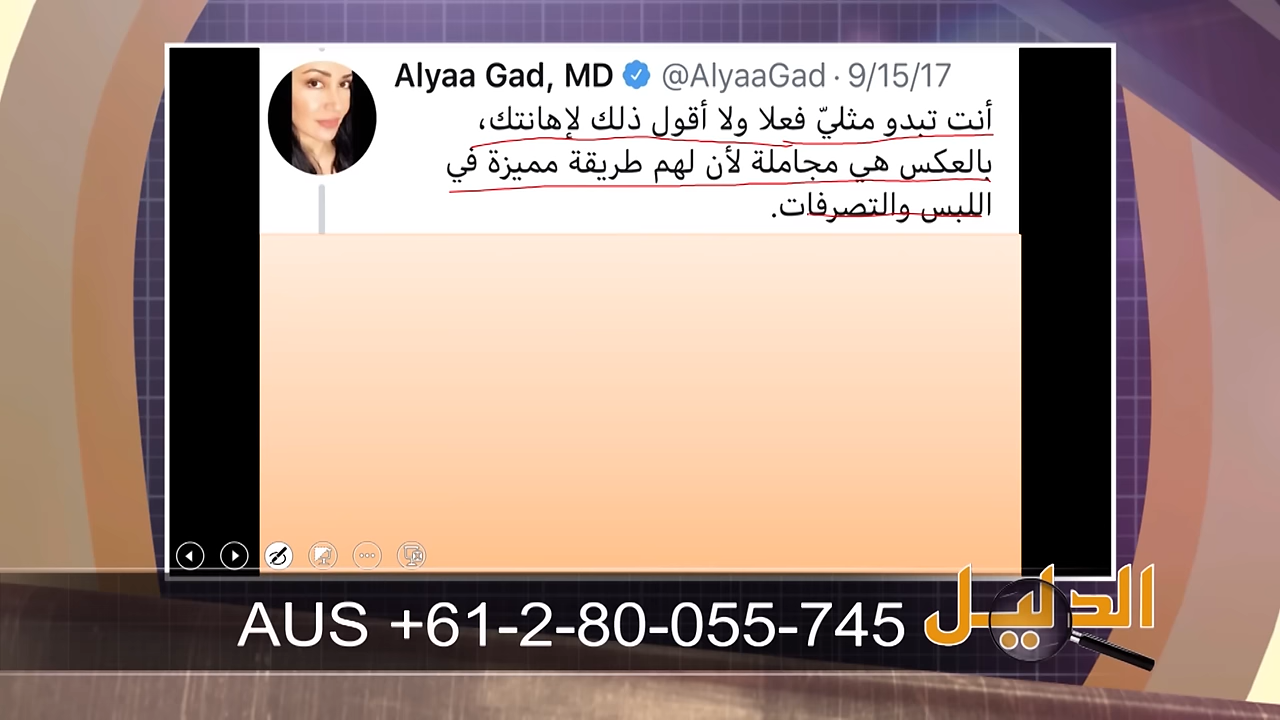 Alyaa Gad, MD @AlyaaGad · 9/15/17
أنت تبدو مثليّ فعلا ولا أقول ذلك لإهانتك،
بالعكس هي مجاملة لأن لهم طريقة مميزة في
اللبس والتصرفات.
AUS +61-2-80-055-745
الدليل